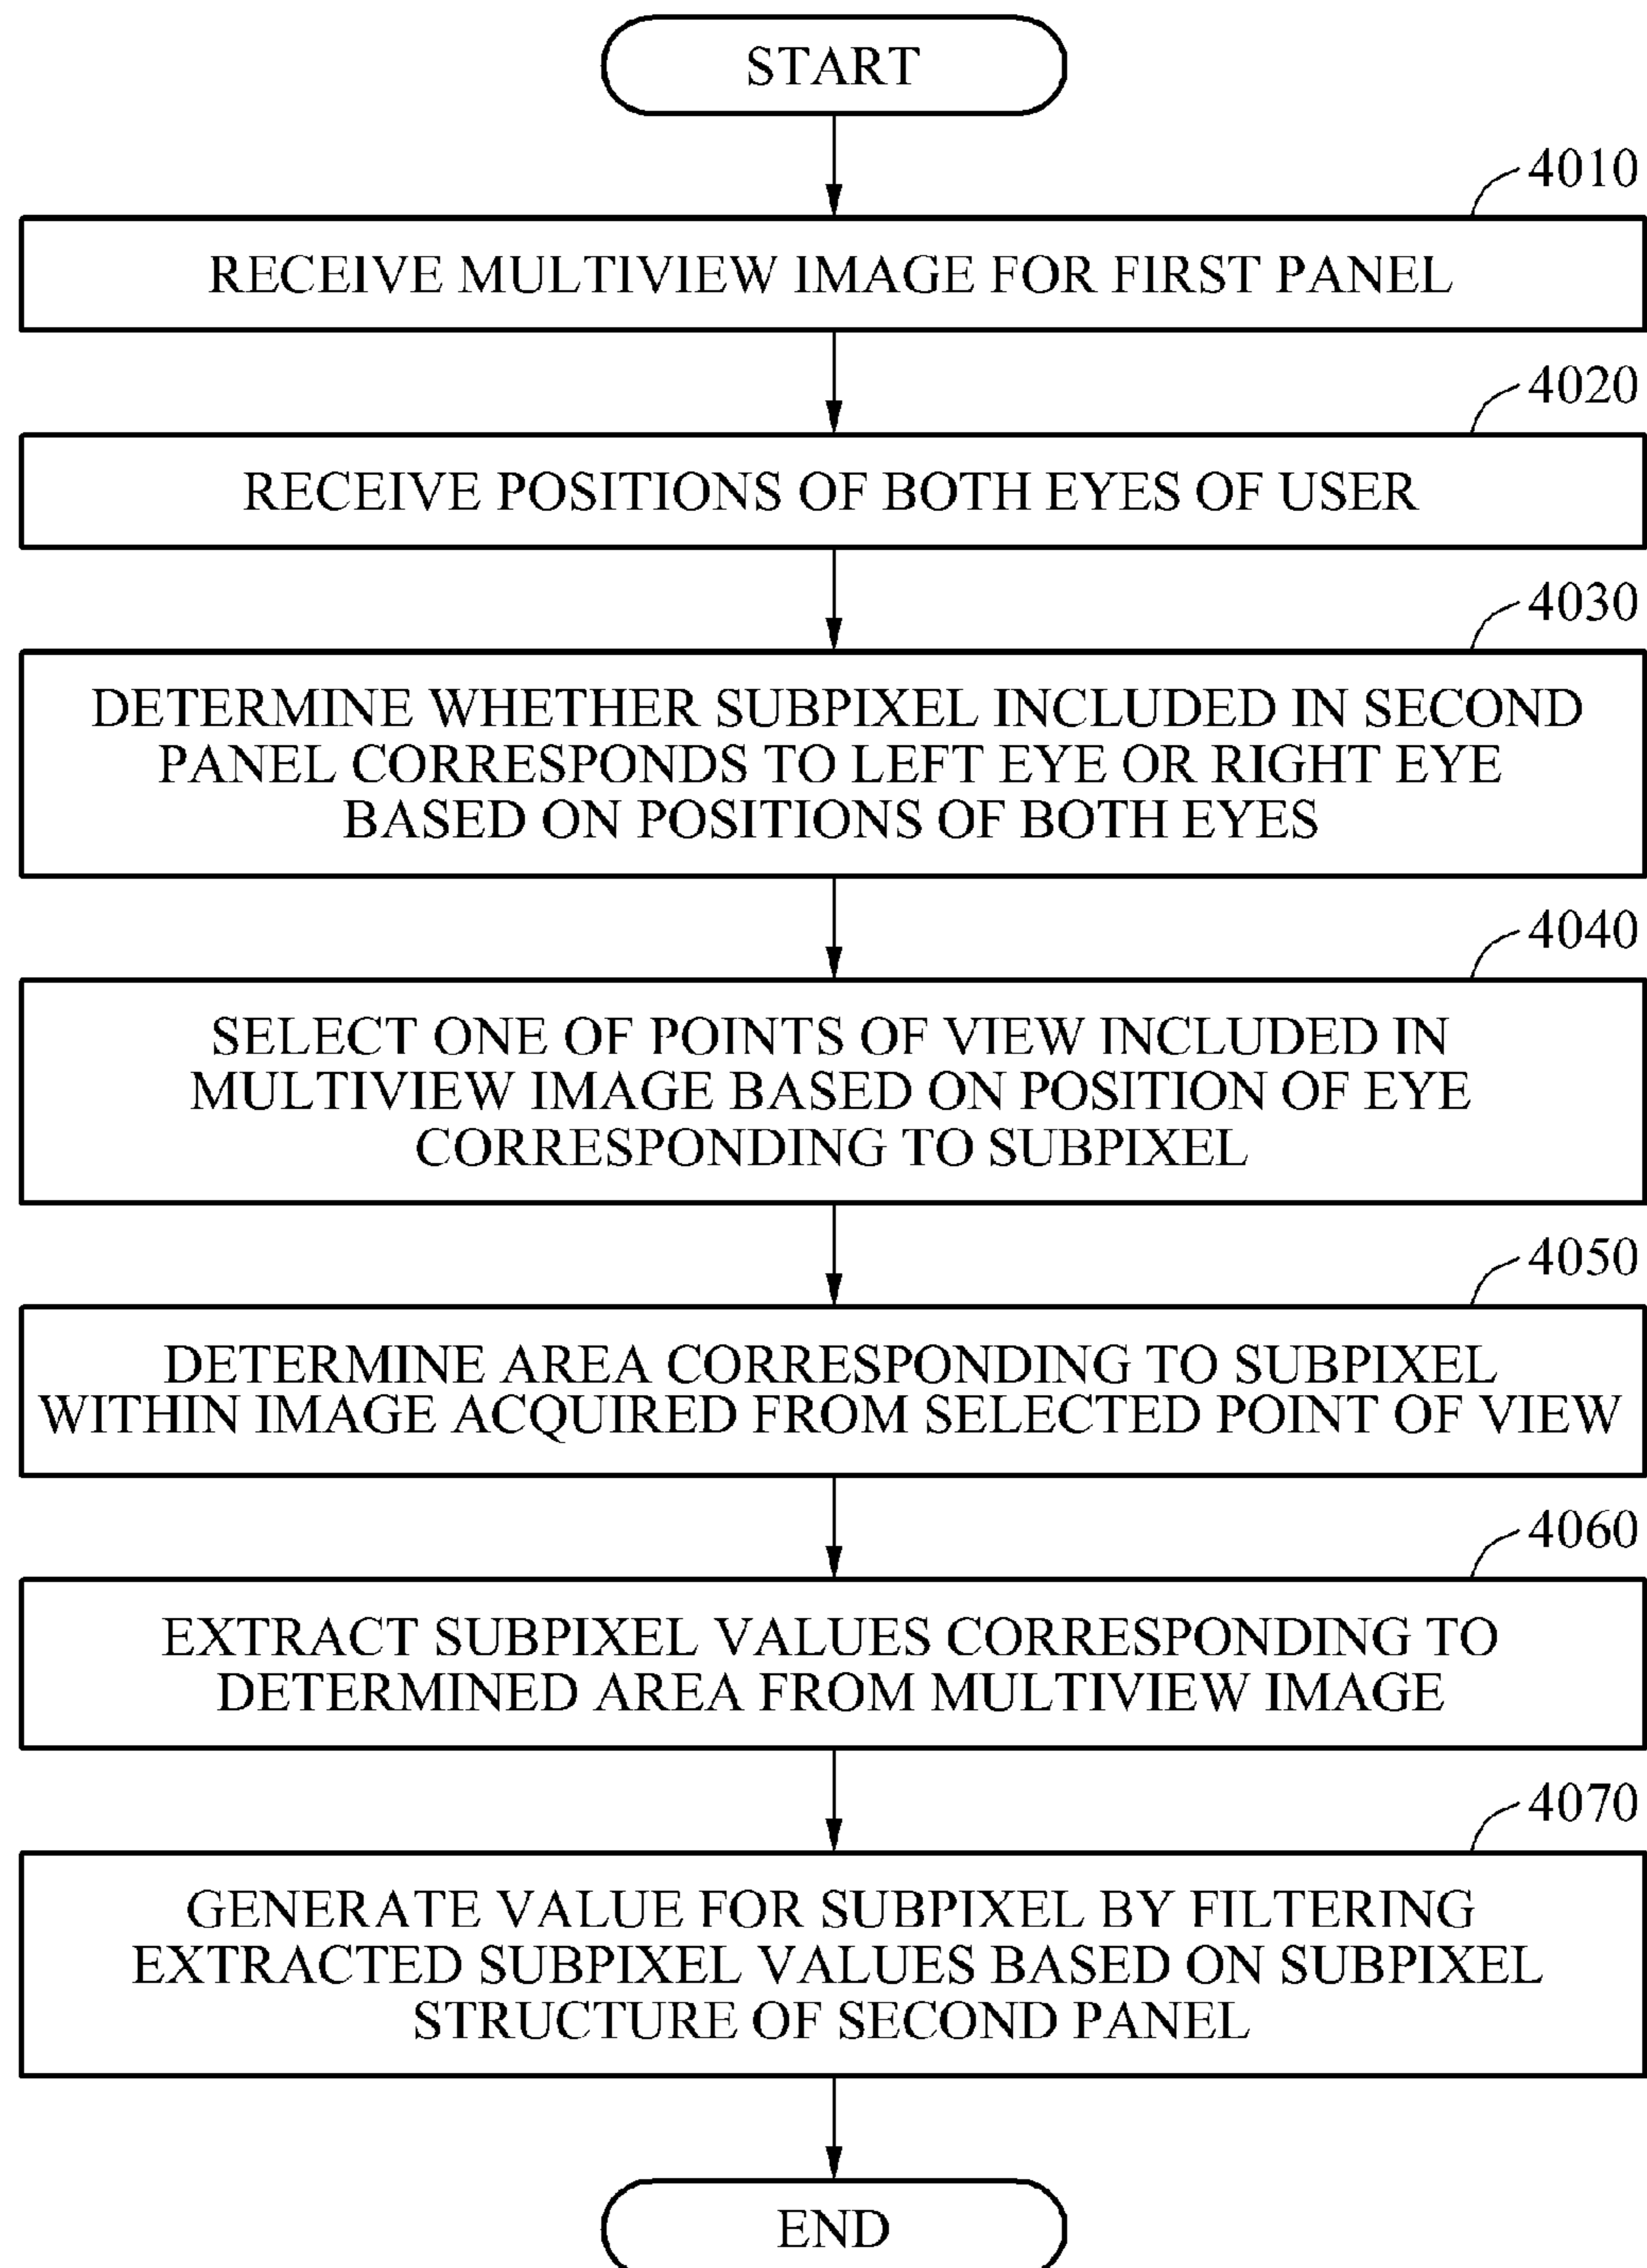 START
4010
RECEIVE MULTIVIEW IMAGE FOR FIRST PANEL
4020
RECEIVE POSITIONS OF BOTH EYES OF USER
4030
DETERMINE WHETHER SUBPIXEL INCLUDED IN SECOND
PANEL CORRESPONDS TO LEFT EYE OR RIGHT EYE
BASED ON POSITIONS OF BOTH EYES
4040
SELECT ONE OF POINTS OF VIEW INCLUDED IN
MULTIVIEW IMAGE BASED ON POSITION OF EYE
CORRESPONDING TO SUBPIXEL
4050
DETERMINE AREA CORRESPONDING TO SUBPIXEL
WITHIN IMAGE ACQUIRED FROM SELECTED POINT OF VIEW
4060
EXTRACT SUBPIXEL VALUES CORRESPONDING TO
DETERMINED AREA FROM MULTIVIEW IMAGE
4070
GENERATE VALUE FOR SUBPIXEL BY FILTERING
EXTRACTED SUBPIXEL VALUES BASED ON SUBPIXEL
STRUCTURE OF SECOND PANEL
END